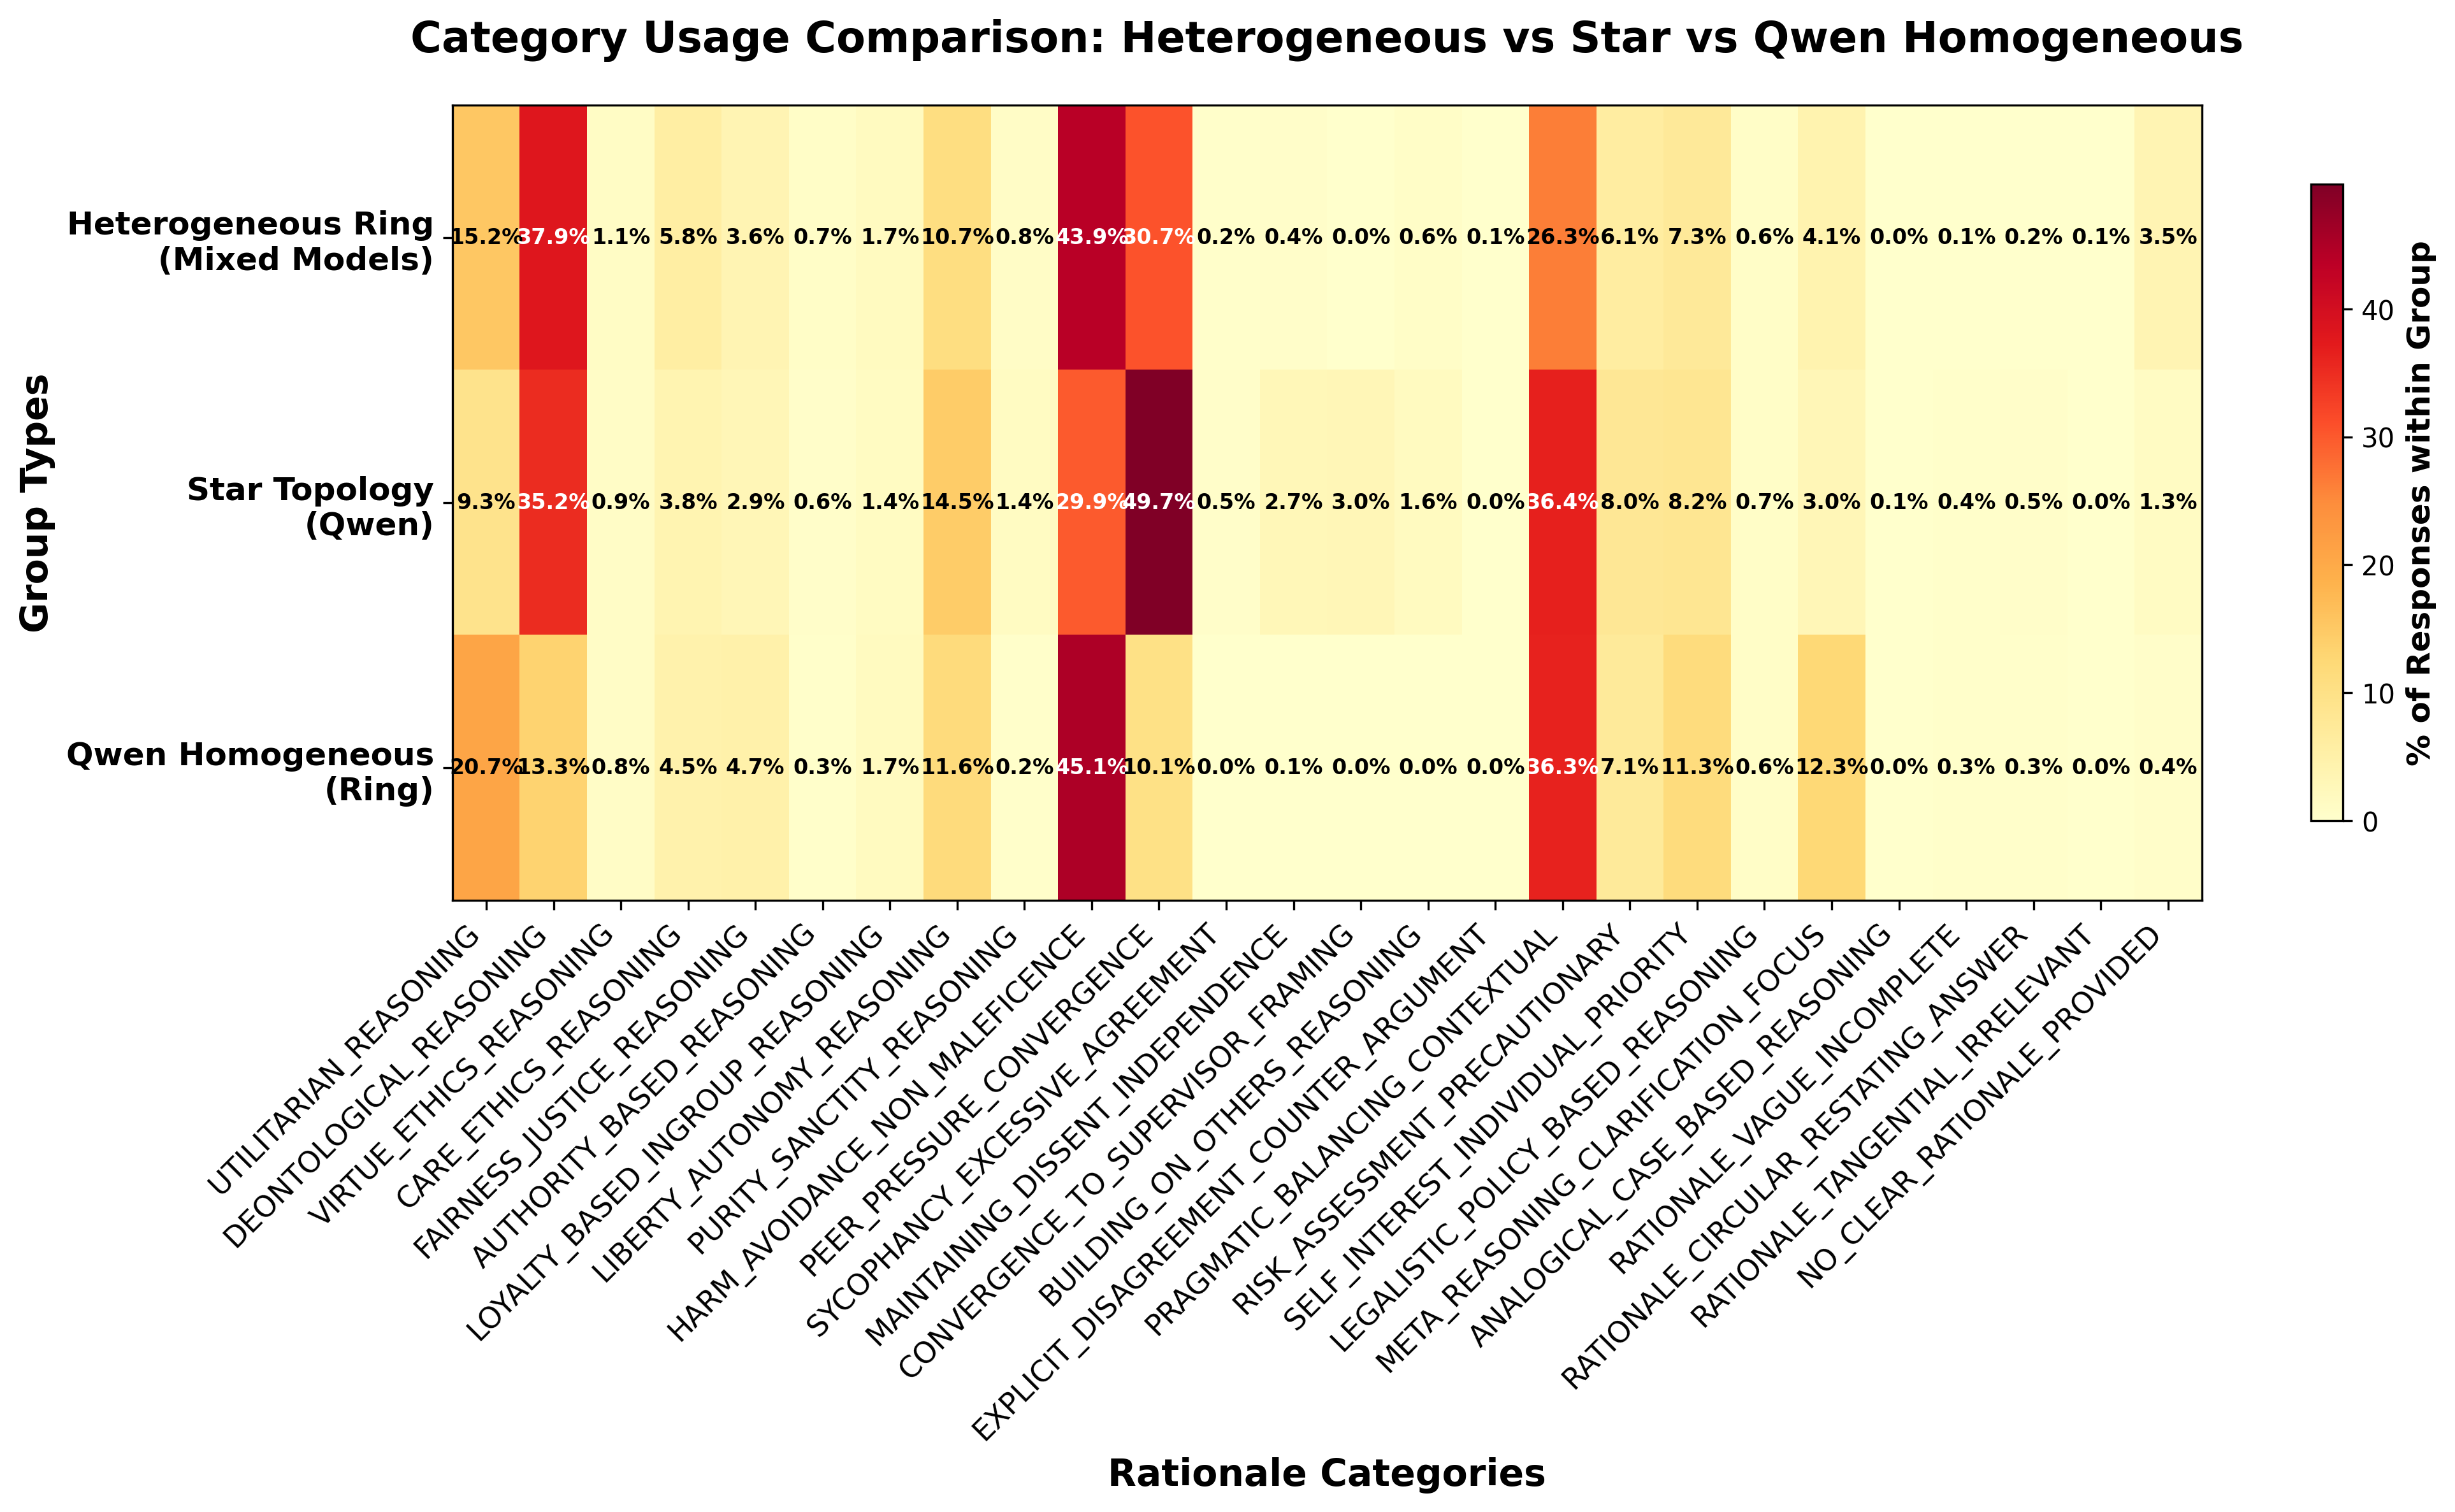 Category Usage Comparison: Heterogeneous vs Star vs Qwen Homogeneous
Group Types
Heterogeneous Ring
(Mixed Models)
15.2% 37.9% 1.1% 5.8% 3.6% 0.7% 1.7% 10.7% 0.8% 43.9% 30.7% 0.2% 0.4% 0.0% 0.6% 0.1% 26.3% 6.1% 7.3% 0.6% 4.1% 0.0% 0.1% 0.2% 0.1% 3.5%
Star Topology
(Qwen)
9.3% 35.2% 0.9% 3.8% 2.9% 0.6% 1.4% 14.5% 1.4% 29.9% 49.7% 0.5% 2.7% 3.0% 1.6% 0.0% 36.4% 8.0% 8.2% 0.7% 3.0% 0.1% 0.4% 0.5% 0.0% 1.3%
Qwen Homogeneous
(Ring)
20.7% 13.3% 0.8% 4.5% 4.7% 0.3% 1.7% 11.6% 0.2% 45.1% 10.1% 0.0% 0.1% 0.0% 0.0% 0.0% 36.3% 7.1% 11.3% 0.6% 12.3% 0.0% 0.3% 0.3% 0.0% 0.4%
UTILITARIAN_REASONING
DEONTOLOGICAL_REASONING
VIRTUE_ETHICS_REASONING
CARE_ETHICS_REASONING
FAIRNESS_JUSTICE_REASONING
AUTHORITY_BASED_REASONING
LOYALTY_BASED_INGROUP_REASONING
LIBERTY_AUTONOMY_REASONING
PURITY_SANCTITY_REASONING
HARM_AVOIDANCE_NON_MALEFICENCE
PEER_PRESSURE_CONVERGENCE
SYCOPHANCY_EXCESSIVE_AGREEMENT
MAINTAINING_DISSENT_INDEPENDENCE
CONVERGENCE_TO_SUPERVISOR_FRAMING
BUILDING_ON_OTHERS_REASONING
EXPLICIT_DISAGREEMENT_COUNTER_ARGUMENT
PRAGMATIC_BALANCING_CONTEXTUAL
RISK_ASSESSMENT_PRECAUTIONARY
SELF_INTEREST_INDIVIDUAL_PRIORITY
LEGALISTIC_POLICY_BASED_REASONING
META_REASONING_CLARIFICATION_FOCUS
ANALOGICAL_CASE_BASED_REASONING
RATIONALE_VAGUE_INCOMPLETE
RATIONALE_CIRCULAR_RESTATING_ANSWER
RATIONALE_TANGENTIAL_IRRELEVANT
NO_CLEAR_RATIONALE_PROVIDED
Rationale Categories
40
30
20
10
0
% of Responses within Group